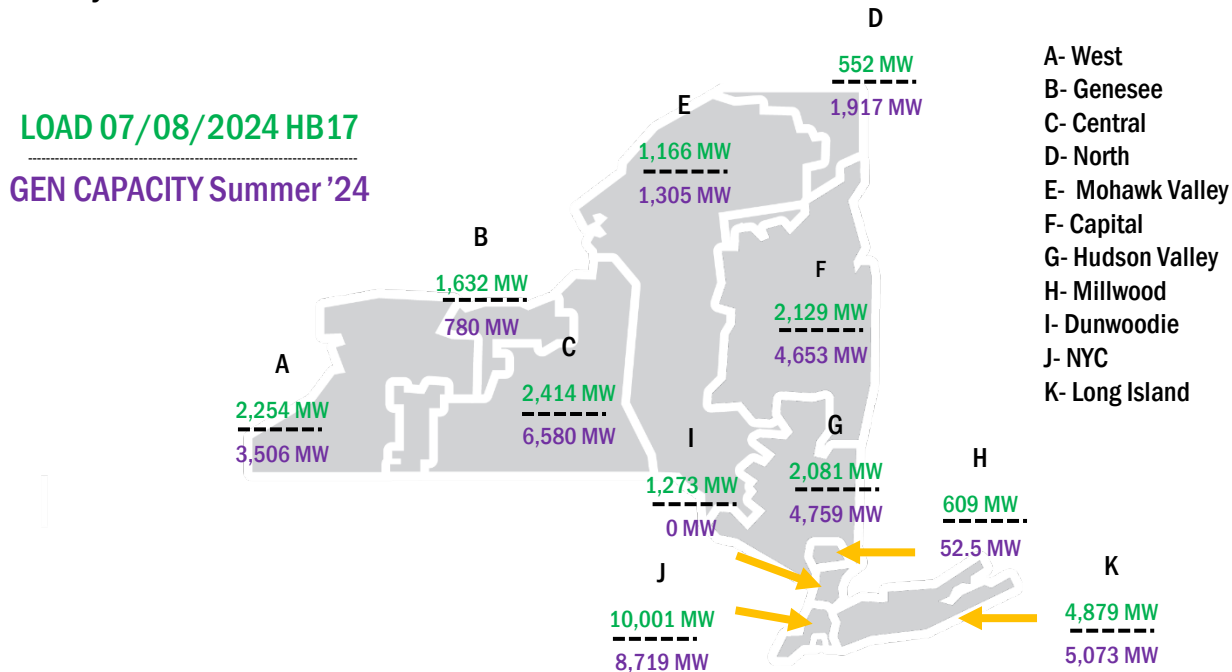 LOAD 07/08/2024 HB17
GEN CAPACITY Summer ’24
D
552 MW
1,917 MW
E
1,166 MW
1,305 MW
B
1,632 MW
780 MW
F
2,129 MW
4,653 MW
A
2,254 MW
3,506 MW
C
2,414 MW
6,580 MW
I
1,273 MW
0 MW
G
2,081 MW
4,759 MW
H
609 MW
52.5 MW
J
10,001 MW
8,719 MW
K
4,879 MW
5,073 MW
A- West
B- Genesee
C- Central
D- North
E- Mohawk Valley
F- Capital
G- Hudson Valley
H- Millwood
I- Dunwoodie
J- NYC
K- Long Island